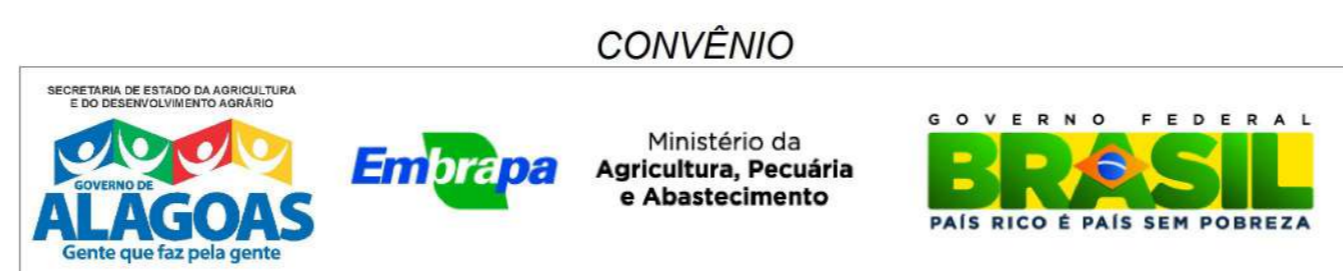 CONVÊNIO
SECRETARIA DE ESTADO DA AGRICULTURA
E DO DESENVOLVIMENTO AGRÁRIO
GOVERNO DE
ALAGOAS
Gente que faz pela gente
Embrapa
Ministério da
Agricultura, Pecuária
e Abastecimento
GOVERNO FEDERAL
BRASIL
PAÍS RICO É PAÍS SEM POBREZA